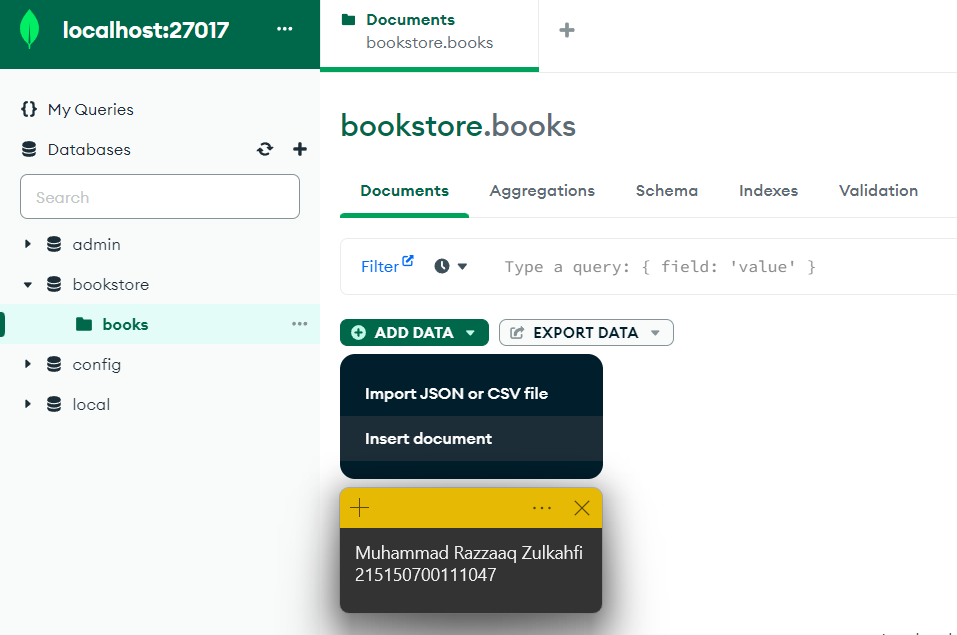 localhost:27017
My Queries
Databases
Search
admin
bookstore
books
config
local
Documents
bookstore.books
bookstore.books
Documents
Aggregations
Schema
Indexes
Validation
Filter
Type a query: { field: 'value' }
ADD DATA
EXPORT DATA
Import JSON or CSV file
Insert document
Muhammad Razzaaq Zulkahfi
215150700111047